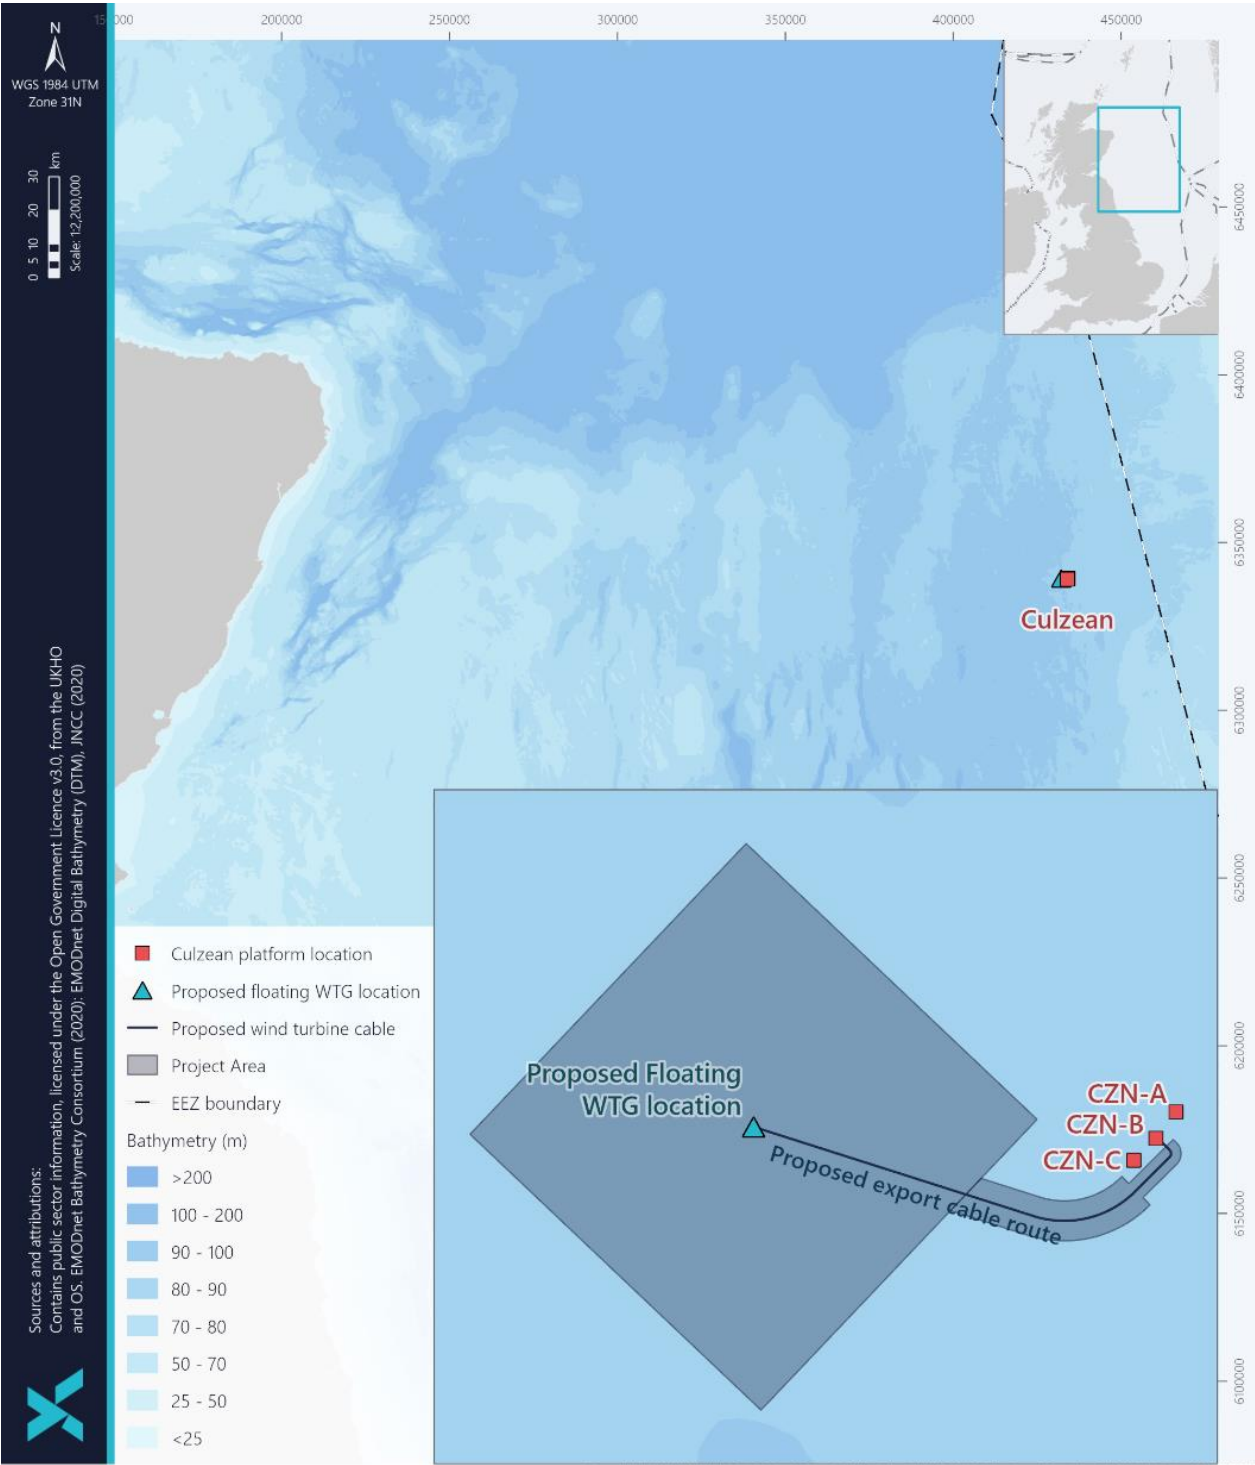 150000
200000
250000
300000
350000
400000
450000
N
WGS 1984 UTM
Zone 31N
0 5 10 20 30
km
Scale: 1:2,200,000
6450000
6400000
6350000
6300000
6250000
6200000
6150000
6100000
Culzean
Culzean platform location
Proposed floating WTG location
Proposed wind turbine cable
Project Area
EEZ boundary
Bathymetry (m)
>200
100 - 200
90 - 100
80 - 90
70 - 80
50 - 70
25 - 50
<25
Proposed Floating
WTG location
Proposed export cable route
CZN-A
CZN-B
CZN-C
Sources and attributions:
Contains public sector information, licensed under the Open Government Licence v3.0, from the UKHO
and OS. EMODnet Bathymetry Consortium (2020): EMODnet Digital Bathymetry (DTM), JNCC (2020)